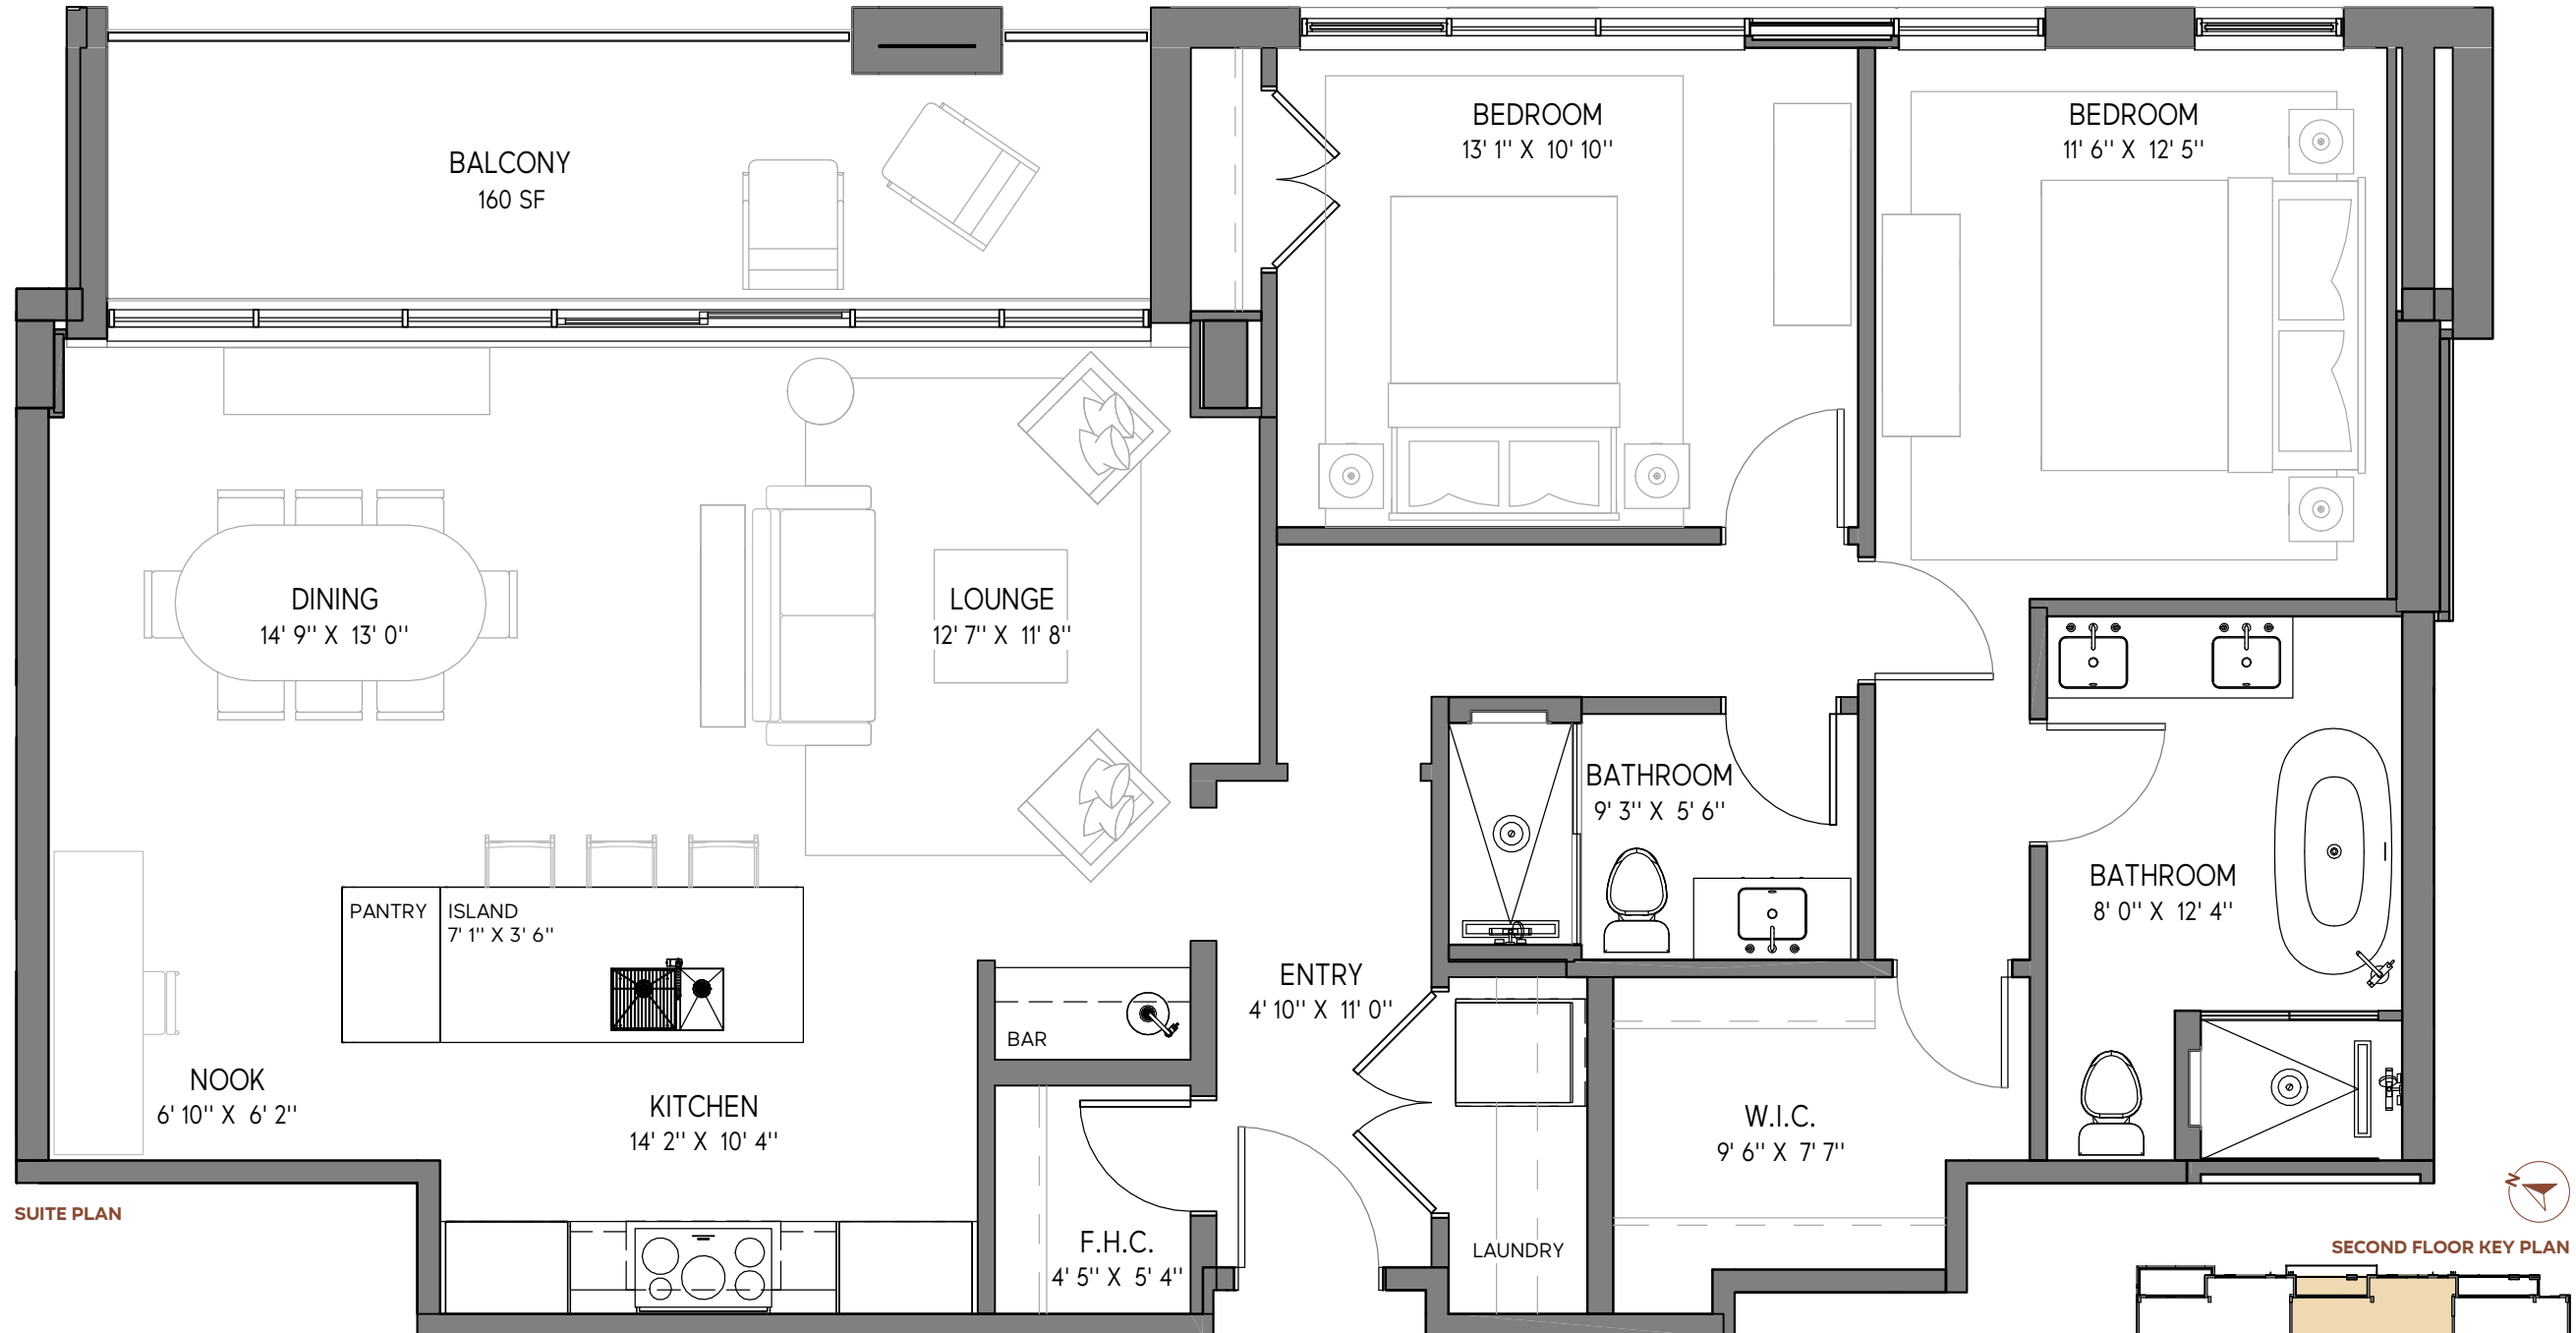 BALCONY
160 SF
BEDROOM
13' 1'' X 10' 10''
BEDROOM
11' 6'' X 12' 5''
DINING
14' 9'' X 13' 0''
LOUNGE
12' 7'' X 11' 8''
BATHROOM
9' 3'' X 5' 6''
BATHROOM
8' 0'' X 12' 4''
PANTRY
ISLAND
7' 1'' X 3' 6''
ENTRY
4' 10'' X 11' 0''
BAR
NOOK
6' 10'' X 6' 2''
KITCHEN
14' 2'' X 10' 4''
W.I.C.
9' 6'' X 7' 7''
F.H.C.
4' 5'' X 5' 4''
LAUNDRY
SUITE PLAN
N
SECOND FLOOR KEY PLAN